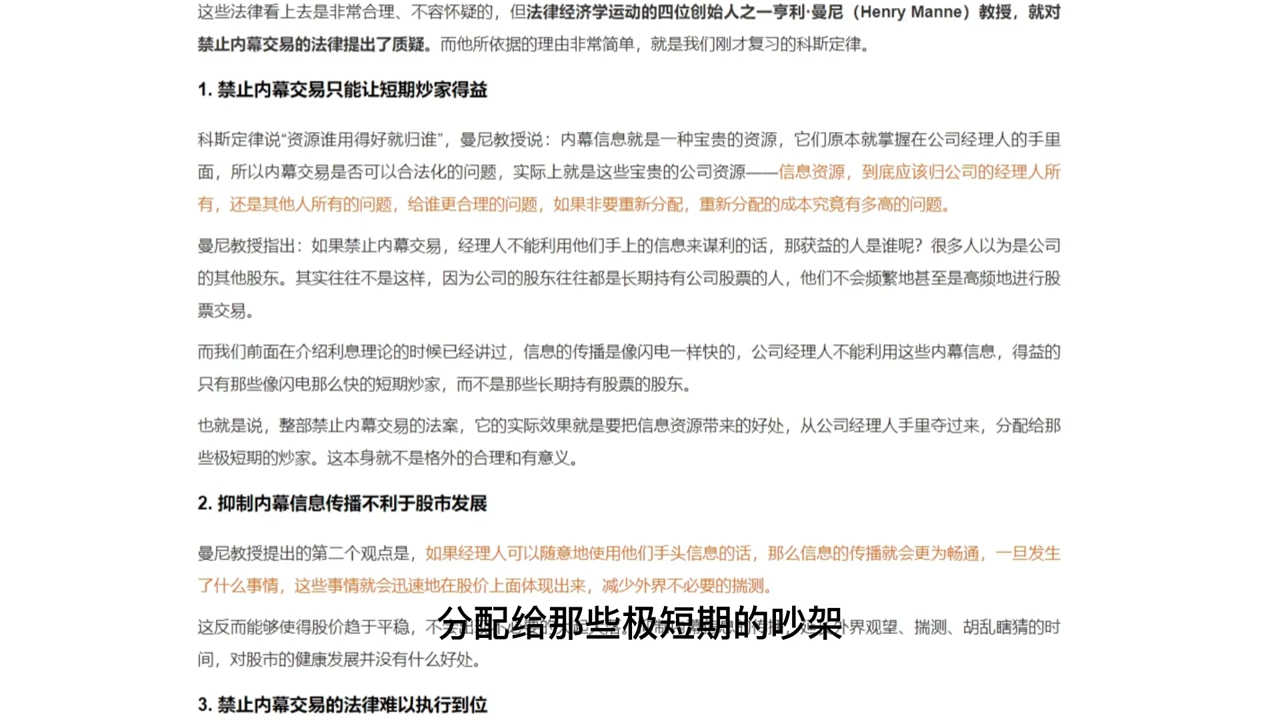 这些法律看上去是非常合理、不容怀疑的，但法律经济学运动的四位创始人之一亨利·曼尼（Henry Manne）教授，就对
禁止内幕交易的法律提出了质疑。而他所依据的理由非常简单，就是我们刚才复习的科斯定律。
1. 禁止内幕交易只能让短期炒家得益
科斯定律说“资源谁用得好就归谁”，曼尼教授说：内幕信息就是一种宝贵的资源，它们原本就掌握在公司经理人的手里
面，所以内幕交易是否可以合法化的问题，实际上就是这些宝贵的公司资源——信息资源，到底应该归公司的经理人所
有，还是其他人所有的问题，给谁更合理的问题，如果非要重新分配，重新分配的成本究竟有多高的问题。
曼尼教授指出：如果禁止内幕交易，经理人不能利用他们手上的信息来谋利的话，那获益的人是谁呢？很多人以为是公司
的其他股东。其实往往不是这样，因为公司的股东往往都是长期持有公司股票的人，他们不会频繁地甚至是高频地进行股
票交易。
而我们前面在介绍利息理论的时候已经讲过，信息的传播是像闪电一样快的，公司经理人不能利用这些内幕信息，得益的
只有那些像闪电那么快的短期炒家，而不是那些长期持有股票的股东。
也就是说，整部禁止内幕交易的法案，它的实际效果就是要把信息资源带来的好处，从公司经理人手里夺过来，分配给那
些极短期的炒家。这本身就不是格外的合理和有意义。
2. 抑制内幕信息传播不利于股市发展
曼尼教授提出的第二个观点是，如果经理人可以随意地使用他们手头信息的话，那么信息的传播就会更为畅通，一旦发生
了什么事情，这些事情就会迅速地在股价上面体现出来，减少外界不必要的揣测。
这反而能够使得股价趋于平稳，不 外界观望、揣测、胡乱瞎猜的时
分配给那些极短期的吵架
间，对股市的健康发展并没有什么好处。
3. 禁止内幕交易的法律难以执行到位